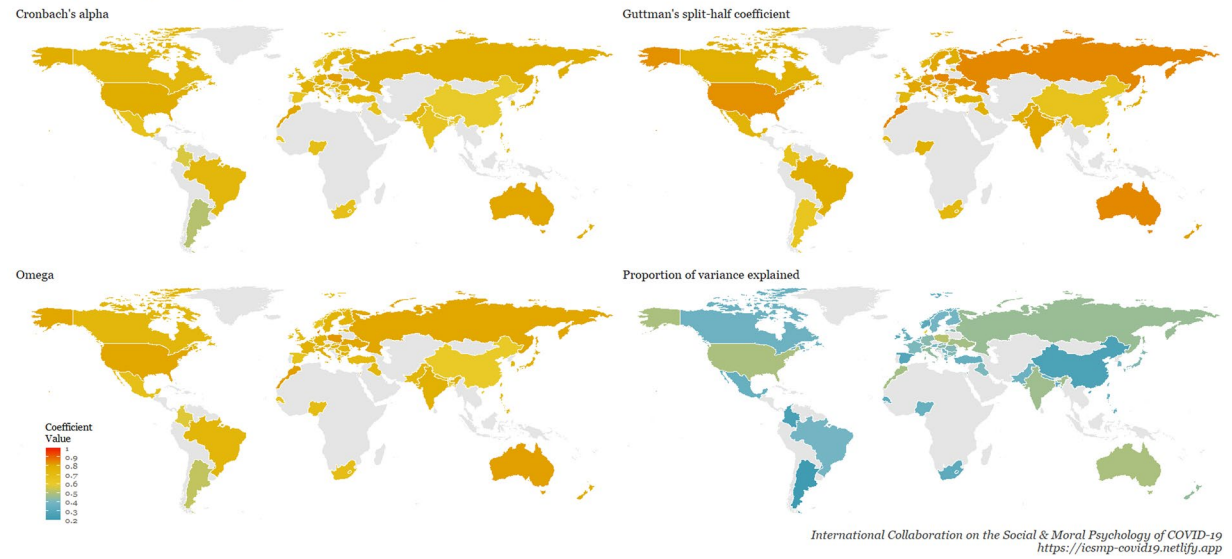 Cronbach's alpha
Guttman's split-half coefficient
Omega
Proportion of variance explained
Coefficient
Value
1
0.9
0.8
0.7
0.6
0.5
0.4
0.3
0.2
International Collaboration on the Social & Moral Psychology of COVID-19
https://icsmp-covid19.netlify.app